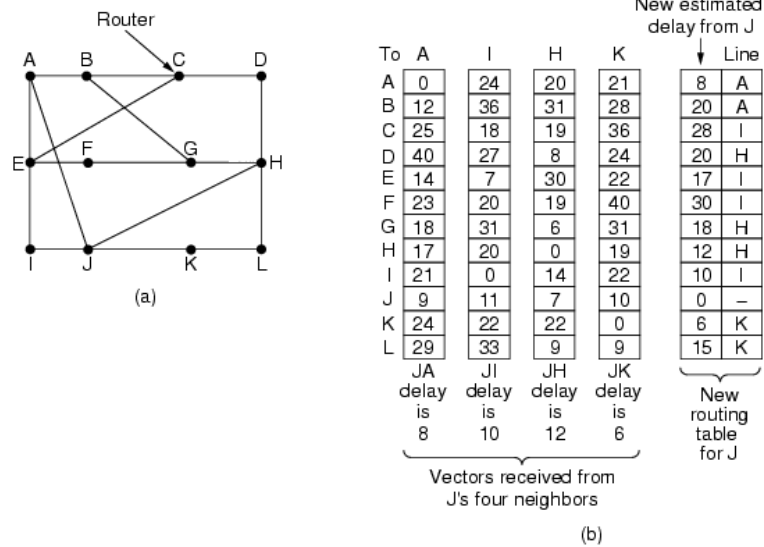 Router
A B C D
E F G H
I J K L
(a)
New estimated
delay from J
To A I H K Line
A 0 24 20 21 8 A
B 12 36 31 28 20 A
C 25 18 19 36 28 I
D 40 27 8 24 20 H
E 14 7 30 22 17 I
F 23 20 19 40 30 I
G 18 31 6 31 18 H
H 17 20 0 19 12 H
I 21 0 14 22 10 I
J 9 11 7 10 0 –
K 24 22 22 0 6 K
L 29 33 9 9 15 K
JA JI JH JK
delay delay delay delay
is is is is
8 10 12 6
New
routing
table
for J
Vectors received from
J's four neighbors
(b)